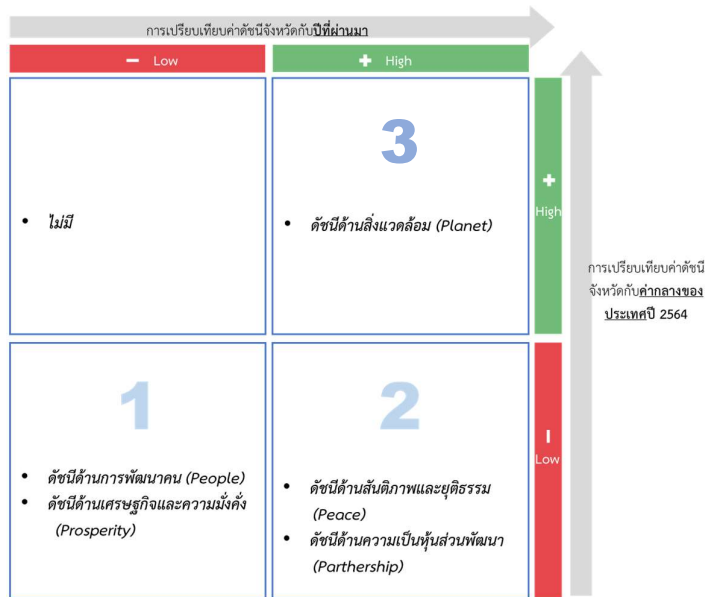 การเปรียบเทียบค่าดัชนีจังหวัดกับปีที่ผ่านมา
− Low
+ High
3
• ไม่มี
• ดัชนีด้านสิ่งแวดล้อม (Planet)
+
High
การเปรียบเทียบค่าดัชนี
จังหวัดกับค่ากลางของ
ประเทศปี 2564
1
2
• ดัชนีด้านการพัฒนาคน (People)
• ดัชนีด้านเศรษฐกิจและความมั่งคั่ง
(Prosperity)
• ดัชนีด้านสันติภาพและยุติธรรม
(Peace)
• ดัชนีด้านความเป็นหุ้นส่วนพัฒนา
(Parthership)
−
Low